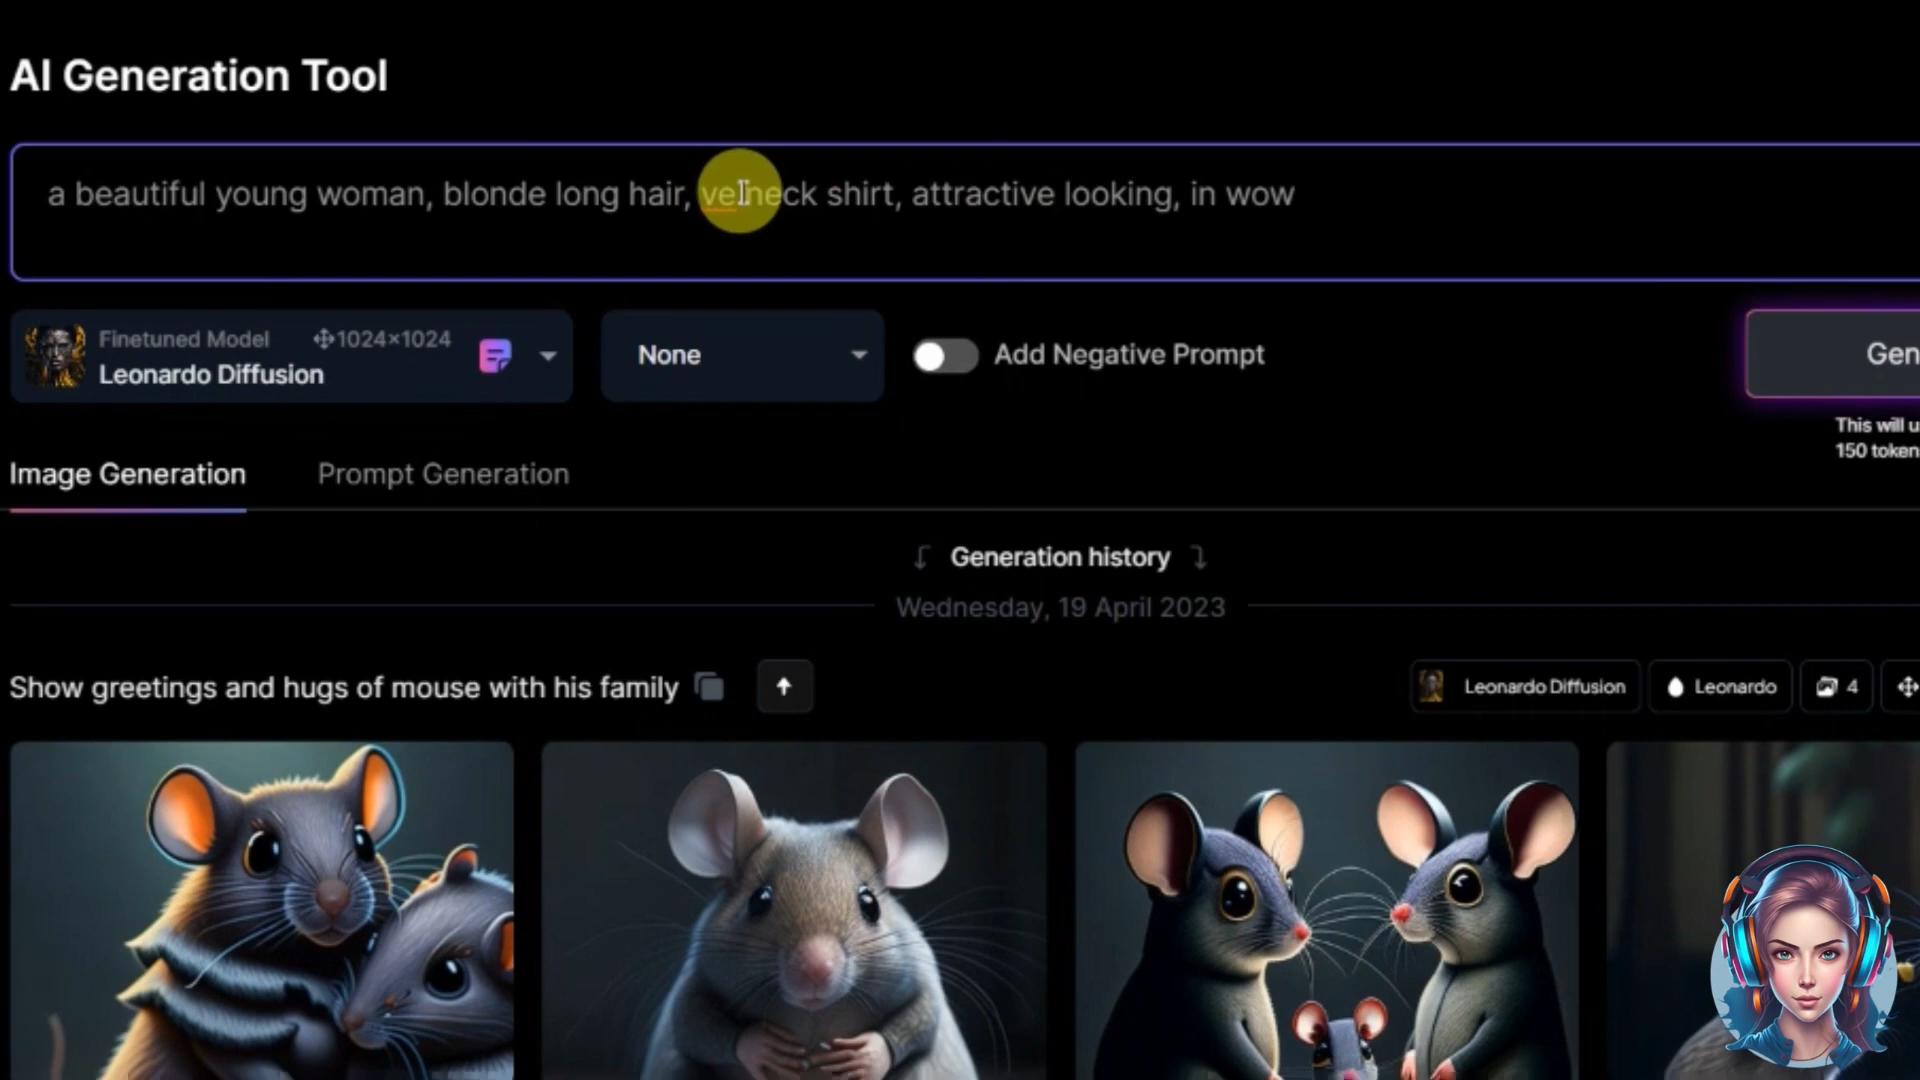 AI Generation Tool
a beautiful young woman, blonde long hair, neck shirt, attractive looking, in wow
Finetuned Model 1024×1024
Leonardo Diffusion
None
Add Negative Prompt
Gen
This will u
150 token
Image Generation Prompt Generation
Generation history
Wednesday, 19 April 2023
Show greetings and hugs of mouse with his family
Leonardo Diffusion Leonardo 4